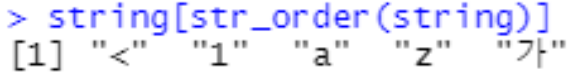 > string[str_order(string)]
[1] "<" "1" "a" "z" "가"